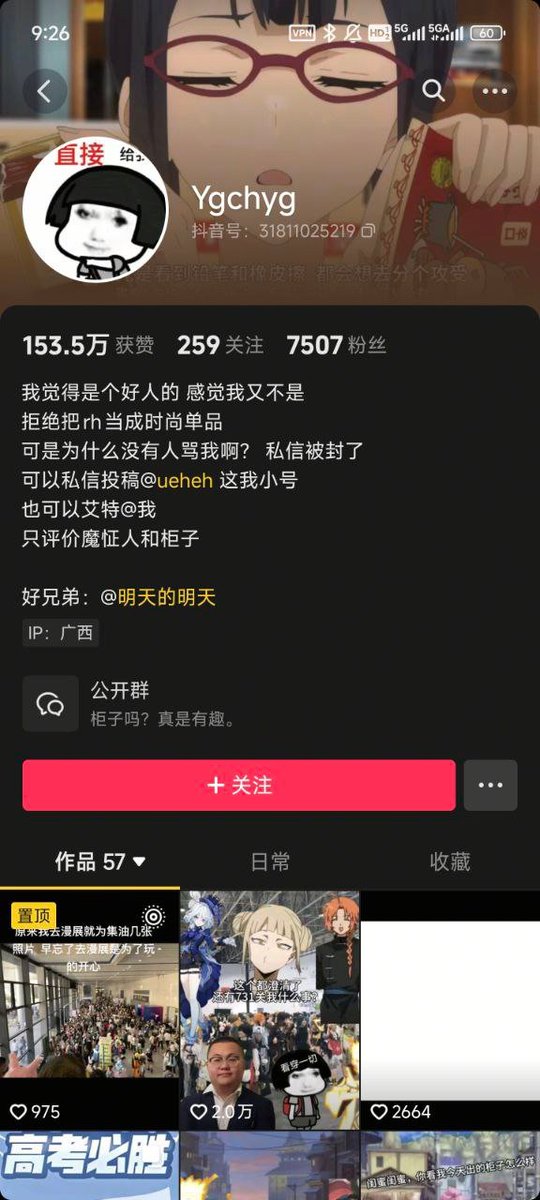 9:26
VPN
HD
5G
5GA
60
直接
给
Ygchyg
抖音号：31811025219
是看到铅笔和橡皮擦 都会想去分个攻受
153.5万 获赞 259 关注 7507 粉丝
我觉得是个好人的 感觉我又不是
拒绝把rh当成时尚单品
可是为什么没有人骂我啊？ 私信被封了
可以私信投稿@ueheh 这我小号
也可以艾特@我
只评价魔怔人和柜子
好兄弟：@明天的明天
IP：广西
公开群
柜子吗？真是有趣。
+ 关注
作品 57
日常
收藏
置顶
原来我去漫展就为集油几张
照片 早忘了去漫展是为了玩 -
的开心
975
这个都澄清了
还有731关我什么事？
看穿一切
2.0万
2664
高考必胜
闺蜜闺蜜，你看我今天出的柜子怎么样